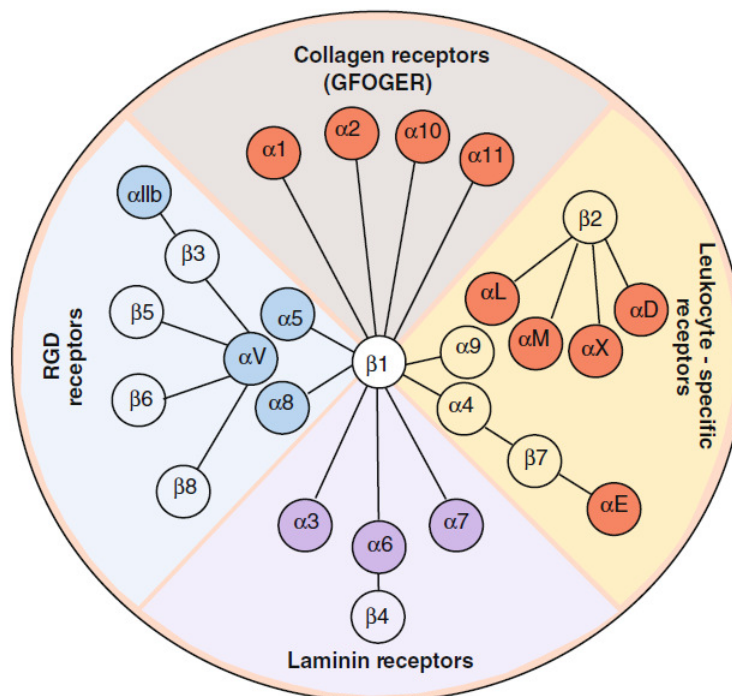 Collagen receptors
(GFOGER)
α1
α2
α10
α11
αIIb
β3
β5
αV
β6
β8
α5
α8
RGD
receptors
β1
β2
αL
αM
αX
αD
α9
α4
β7
αE
Leukocyte - specific
receptors
α3
α6
α7
β4
Laminin receptors